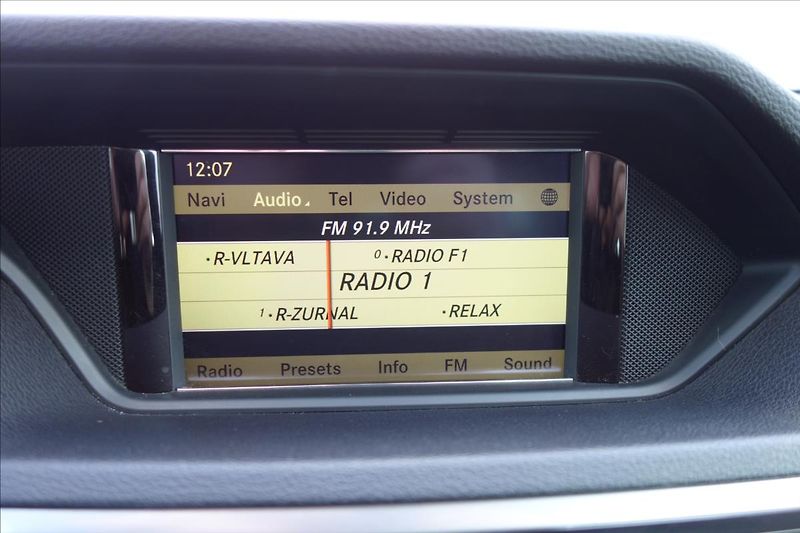 12:07
Navi Audio Tel Video System
FM 91.9 MHz
·R-VLTAVA 0·RADIO F1
RADIO 1
1·R-ZURNAL ·RELAX
Radio Presets Info FM Sound